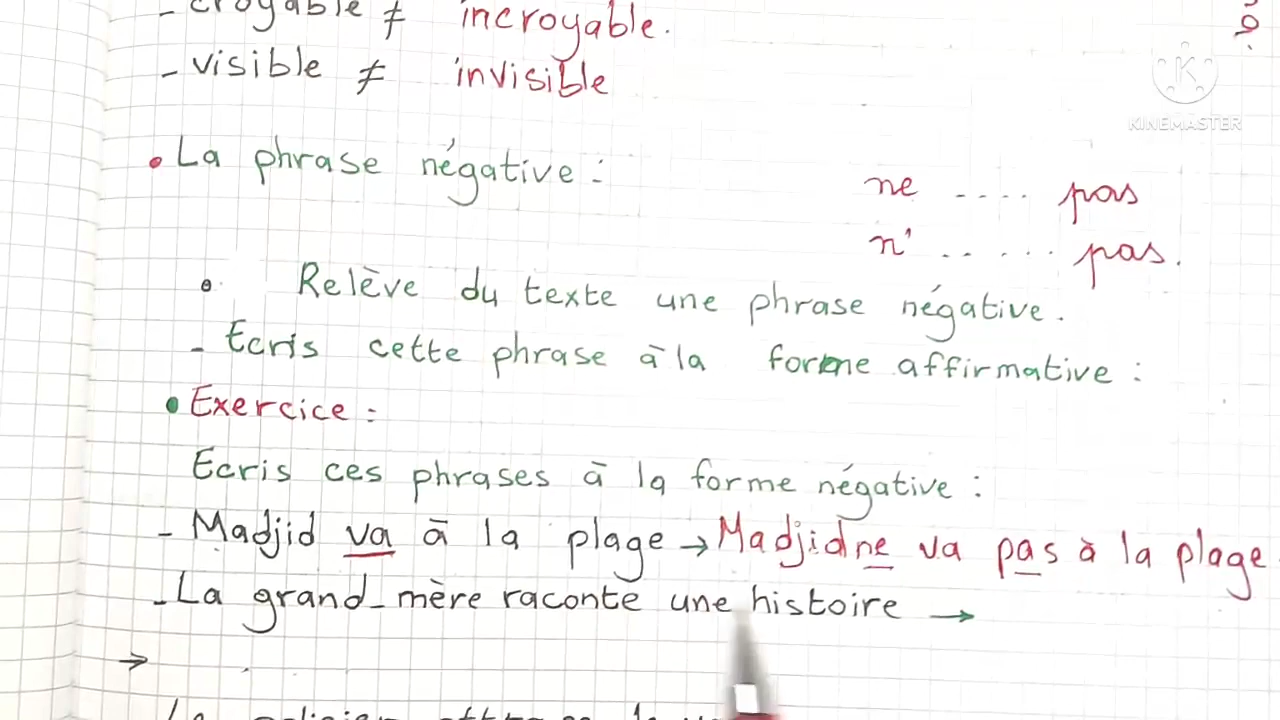 - croyable ≠ incroyable.
- visible ≠ invisible
KINEMASTER
• La phrase négative :
ne .... pas
n' ..... pas.
• Relève du texte une phrase négative.
- Ecris cette phrase à la forme affirmative :
• Exercice :
Ecris ces phrases à la forme négative :
- Madjid va à la plage → Madjid ne va pas à la plage.
- La grand-mère raconte une histoire →
→